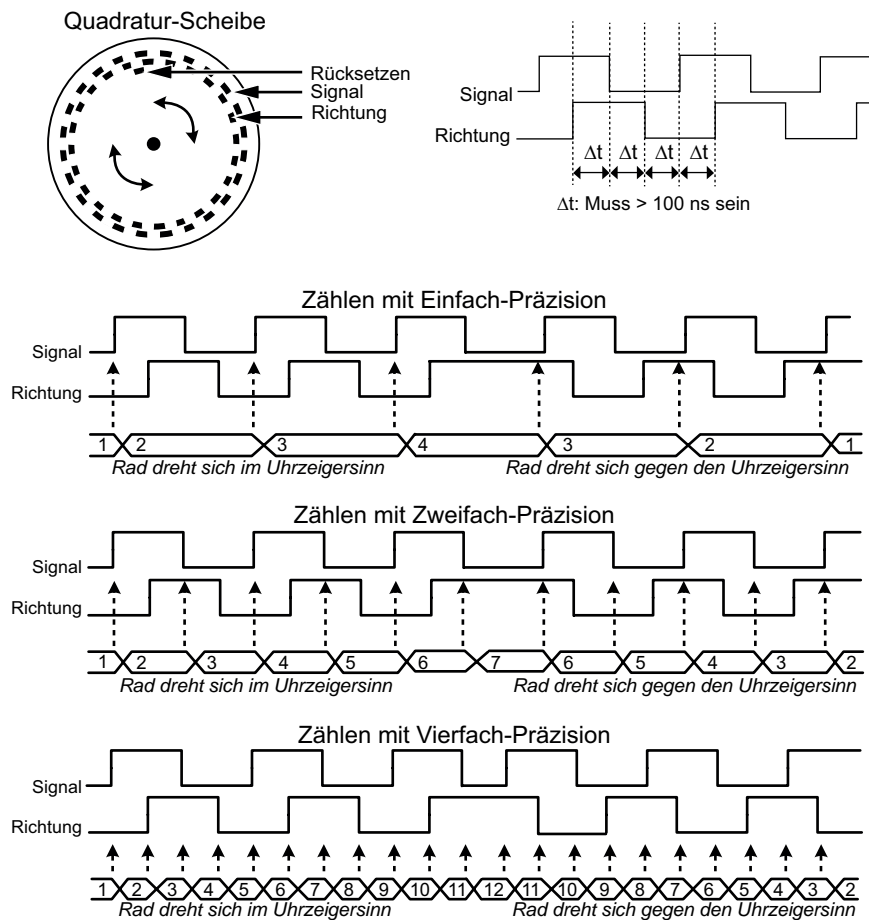 Quadratur-Scheibe
Rücksetzen
Signal
Richtung
Signal
Richtung
Δt Δt Δt Δt
Δt: Muss > 100 ns sein
Zählen mit Einfach-Präzision
Signal
Richtung
1 2 3 4 3 2 1
Rad dreht sich im Uhrzeigersinn Rad dreht sich gegen den Uhrzeigersinn
Zählen mit Zweifach-Präzision
Signal
Richtung
1 2 3 4 5 6 7 6 5 4 3 2
Rad dreht sich im Uhrzeigersinn Rad dreht sich gegen den Uhrzeigersinn
Zählen mit Vierfach-Präzision
Signal
Richtung
1 2 3 4 5 6 7 8 9 10 11 12 11 10 9 8 7 6 5 4 3 2
Rad dreht sich im Uhrzeigersinn Rad dreht sich gegen den Uhrzeigersinn